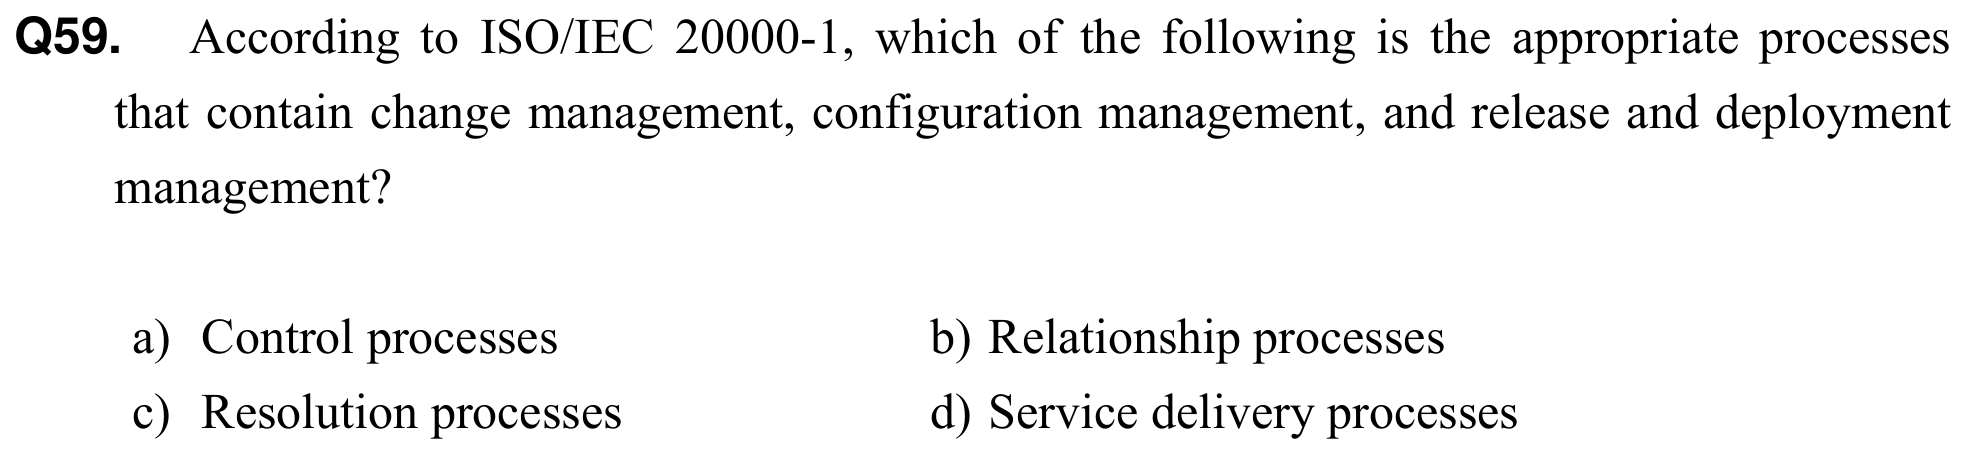 Q59. According to ISO/IEC 20000-1, which of the following is the appropriate processes
that contain change management, configuration management, and release and deployment
management?
a) Control processes b) Relationship processes
c) Resolution processes d) Service delivery processes